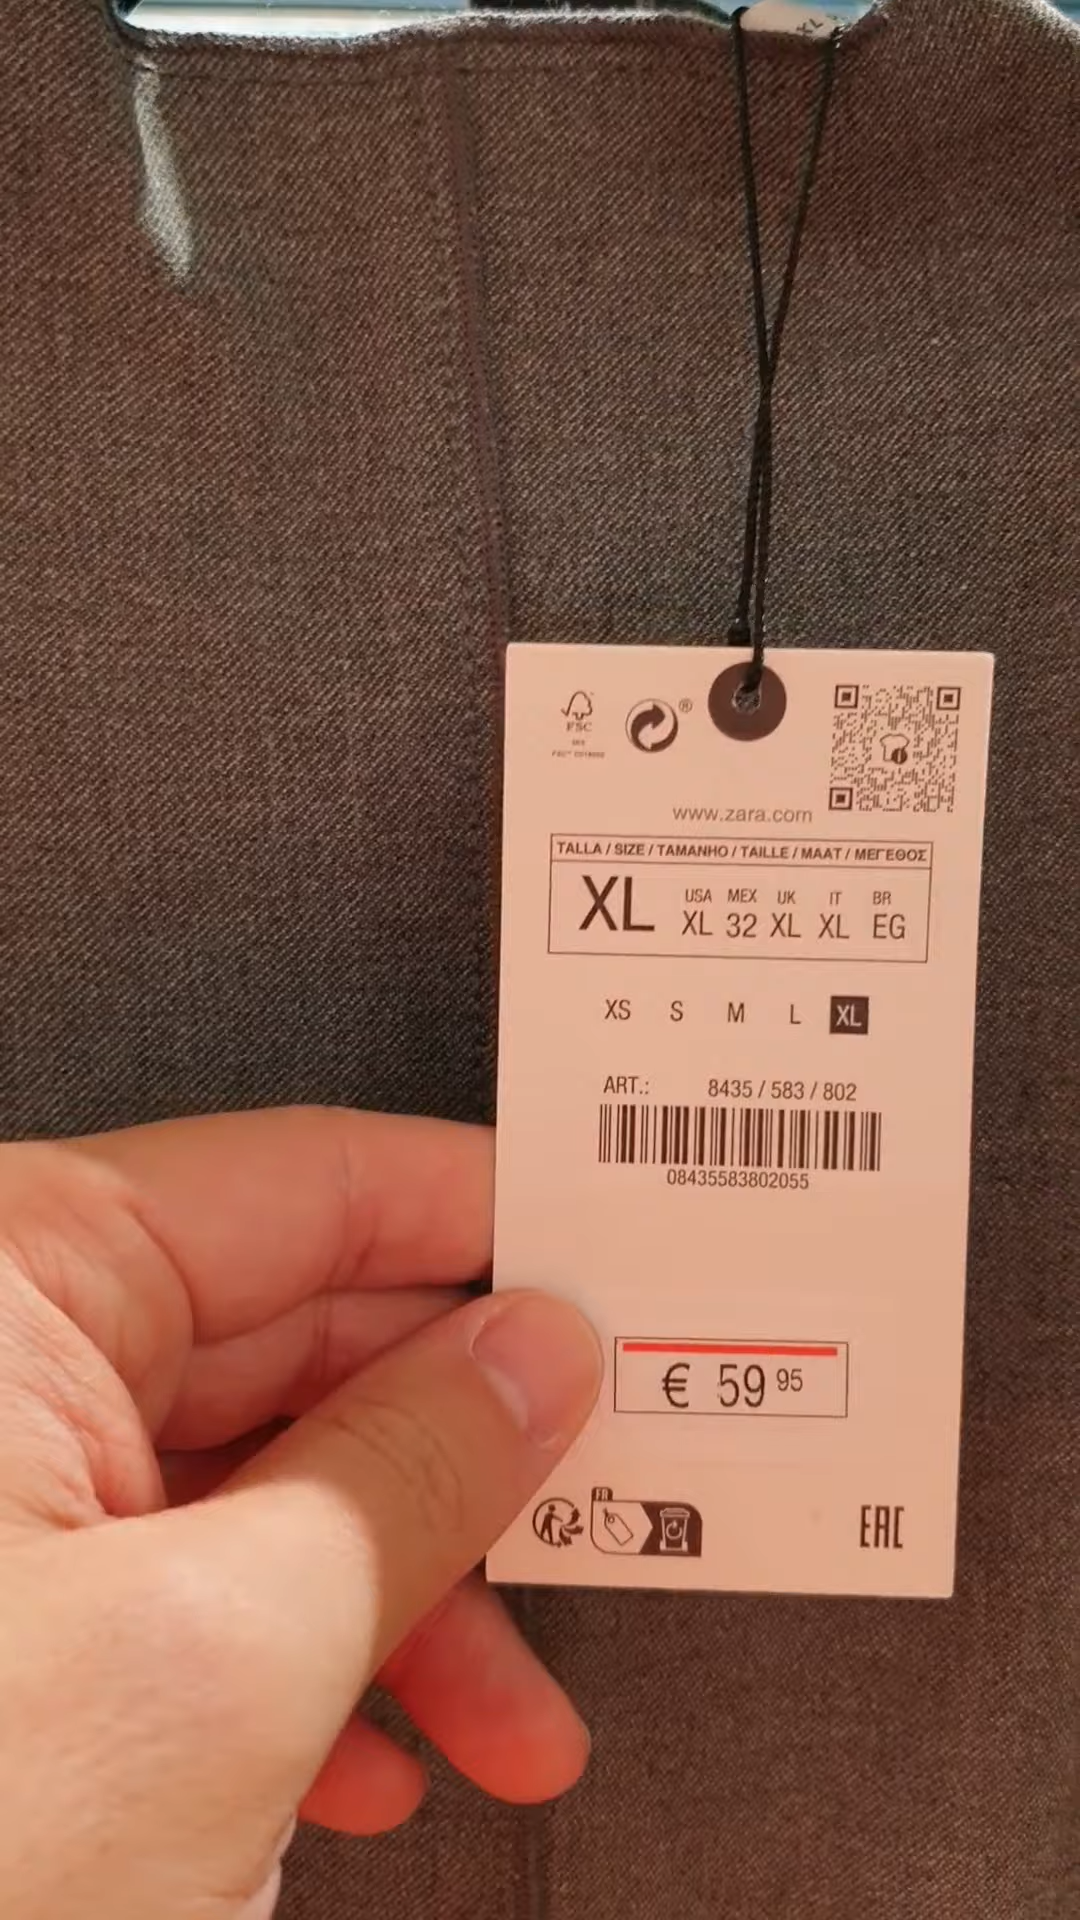 XL
FSC
®
www.zara.com
TALLA / SIZE / TAMANHO / TAILLE / MAAT / ΜΕΓΕΘΟΣ
XL
USA MEX UK IT BR
XL 32 XL XL EG
XS S M L XL
ART.: 8435 / 583 / 802
08435583802055
€ 59 95
FR
EAC